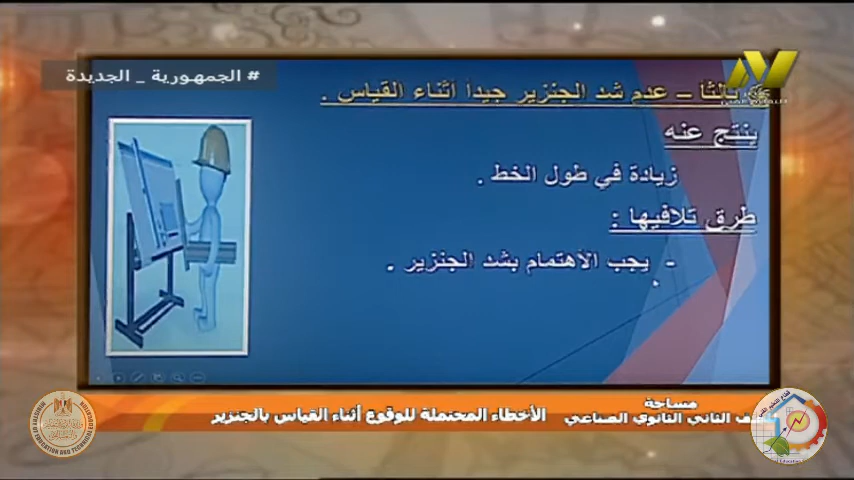 # الجمهورية _ الجديدة
ثالثا – عدم شد الجنزير جيداً أثناء القياس .
ينتج عنه
زيادة في طول الخط .
طرق تلافيها :
- يجب الأهتمام بشد الجنزير .
مساحة
الثاني الثانوي الصناعي
الأخطاء المحتملة للوقوع أثناء القياس بالجنزير